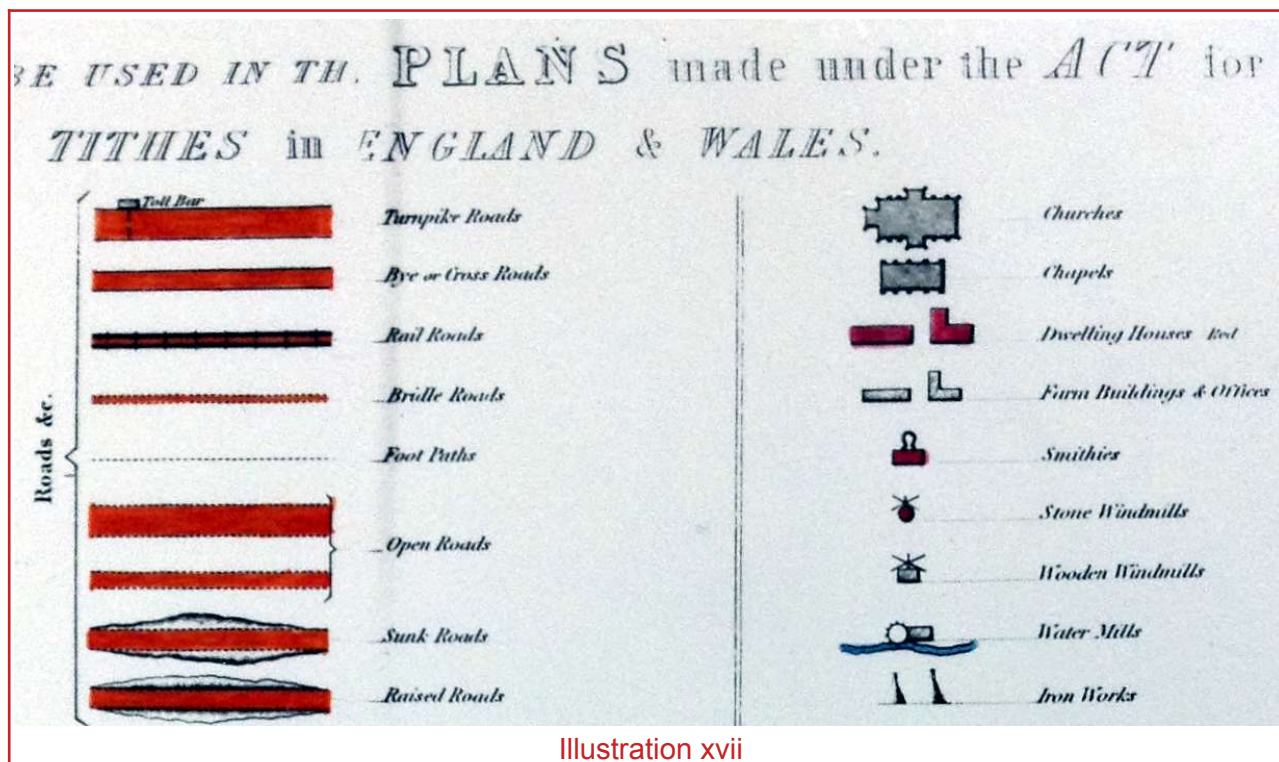 BE USED IN TH. PLANS made under the ACT for
TITHES in ENGLAND & WALES.
Roads &c.
Toll Bar
Turnpike Roads
Bye or Cross Roads
Rail Roads
Bridle Roads
Foot Paths
Open Roads
Sunk Roads
Raised Roads
Churches
Chapels
Dwelling Houses Red
Farm Buildings & Offices
Smithies
Stone Windmills
Wooden Windmills
Water Mills
Iron Works
Illustration xvii